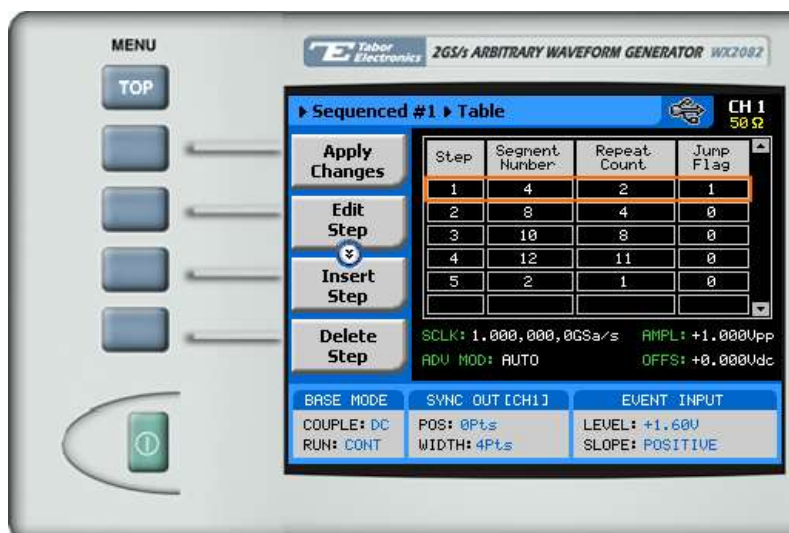 MENU
TOP
TE Tabor Electronics 2GS/s ARBITRARY WAVEFORM GENERATOR WX2082
Sequenced #1 Table CH 1
50 Ω
Apply Changes
Edit Step
Insert Step
Delete Step
Step Segment Number Repeat Count Jump Flag
1 4 2 1
2 8 4 0
3 10 8 0
4 12 11 0
5 2 1 0
SCLK: 1.000,000,0GSa/s AMPL: +1.000Vpp
ADV MOD: AUTO OFFS: +0.000Vdc
BASE MODE SYNC OUT [CH1] EVENT INPUT
COUPLE: DC POS: 0Pts LEVEL: +1.60V
RUN: CONT WIDTH: 4Pts SLOPE: POSITIVE